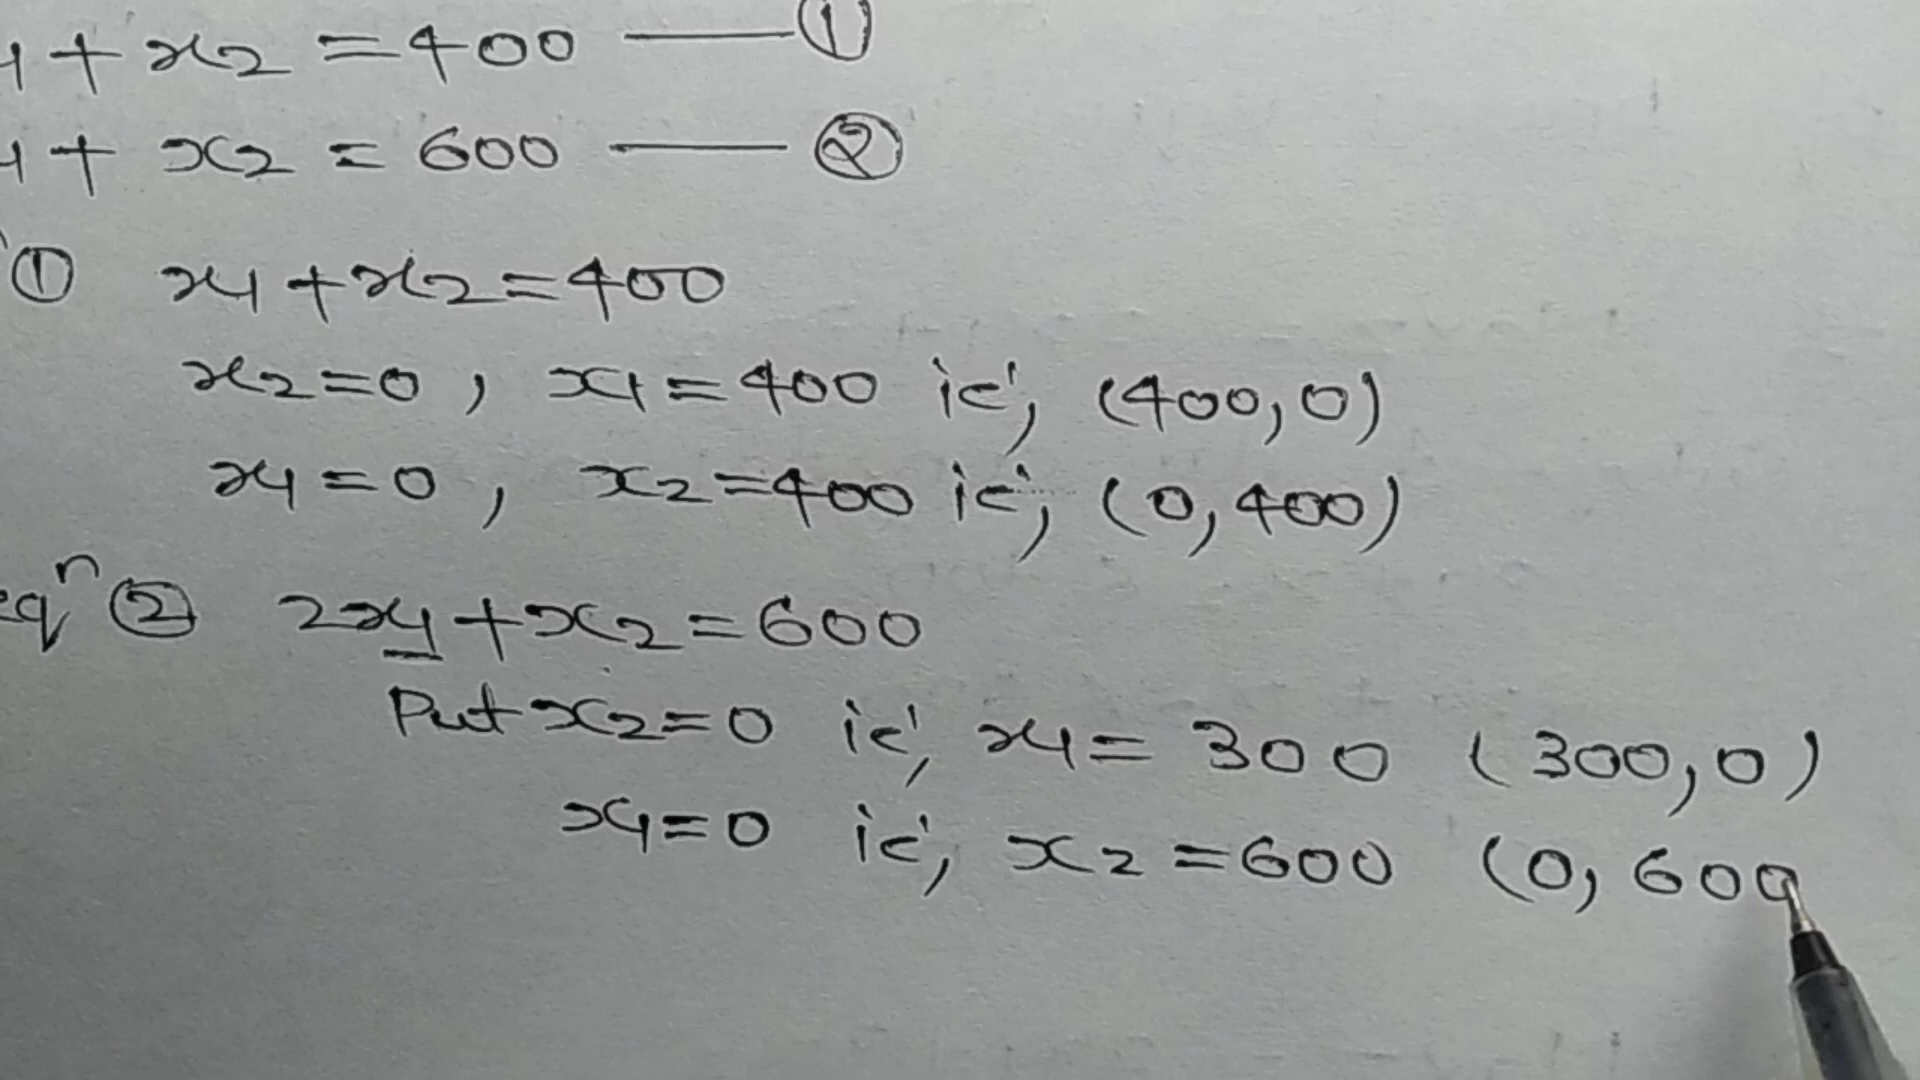 + x2 = 400 —— ①
+ x2 = 600 —— ②
① x1 + x2 = 400
x2 = 0 , x1 = 400 ie, (400,0)
x1 = 0 , x2 = 400 ie, (0,400)
eqn ② 2x1 + x2 = 600
Put x2 = 0 ie, x1 = 300 (300,0)
x1 = 0 ie, x2 = 600 (0,600